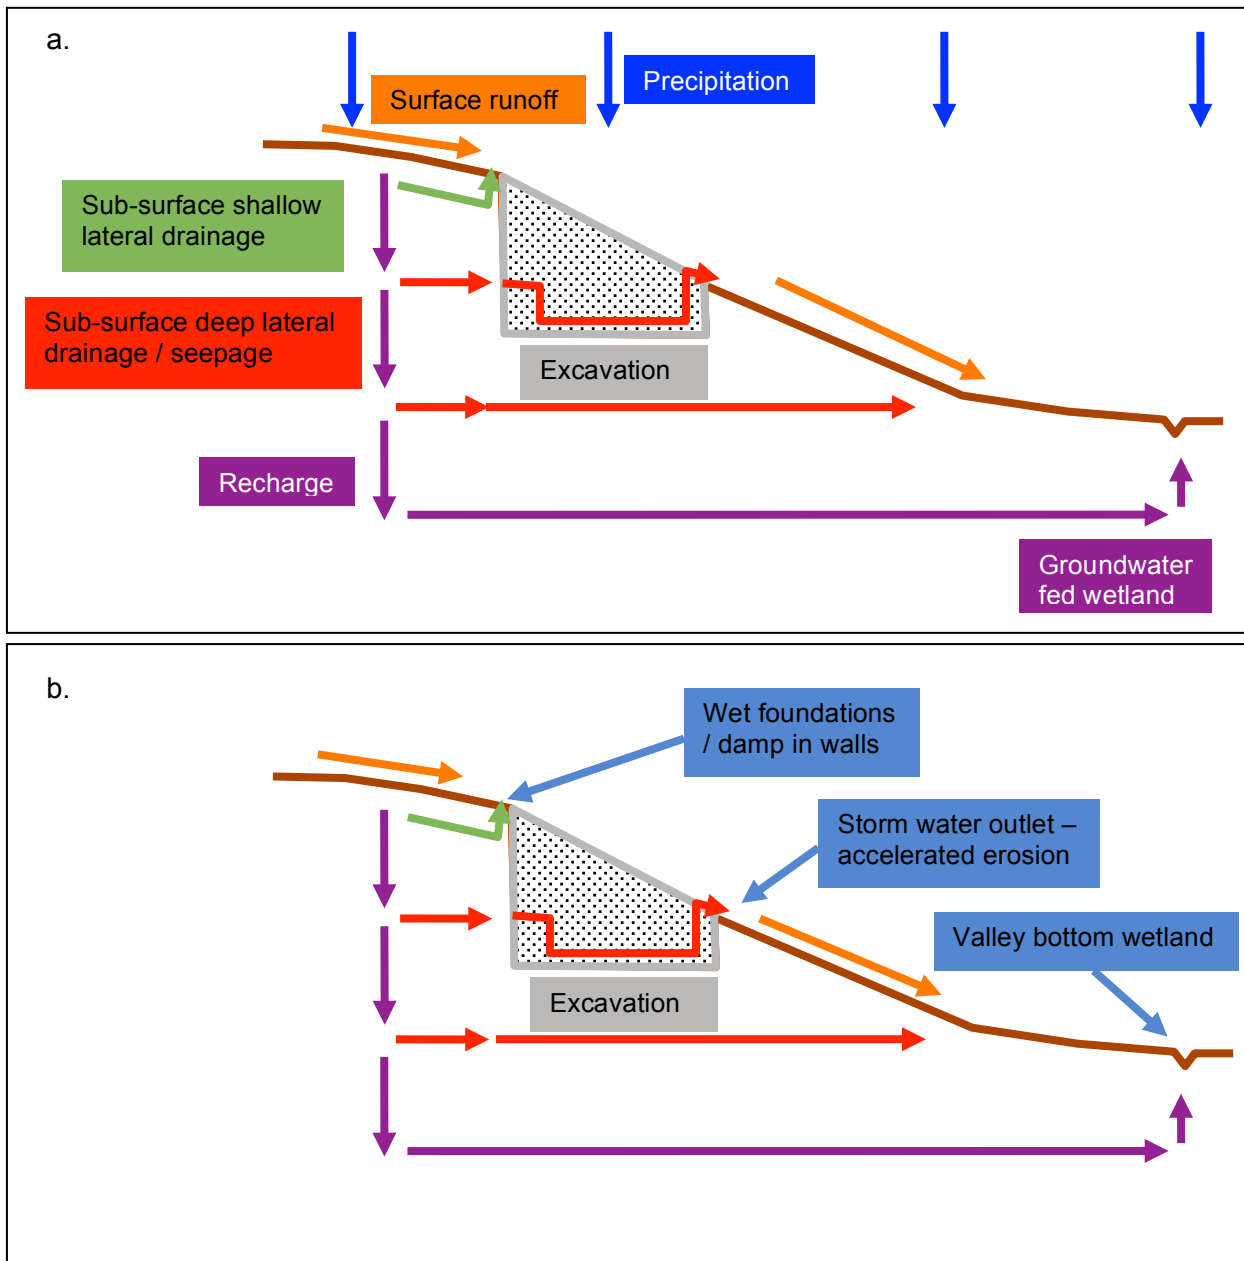 a.
Precipitation
Surface runoff
Sub-surface shallow
lateral drainage
Sub-surface deep lateral
drainage / seepage
Excavation
Recharge
Groundwater
fed wetland
b.
Wet foundations
/ damp in walls
Storm water outlet –
accelerated erosion
Valley bottom wetland
Excavation